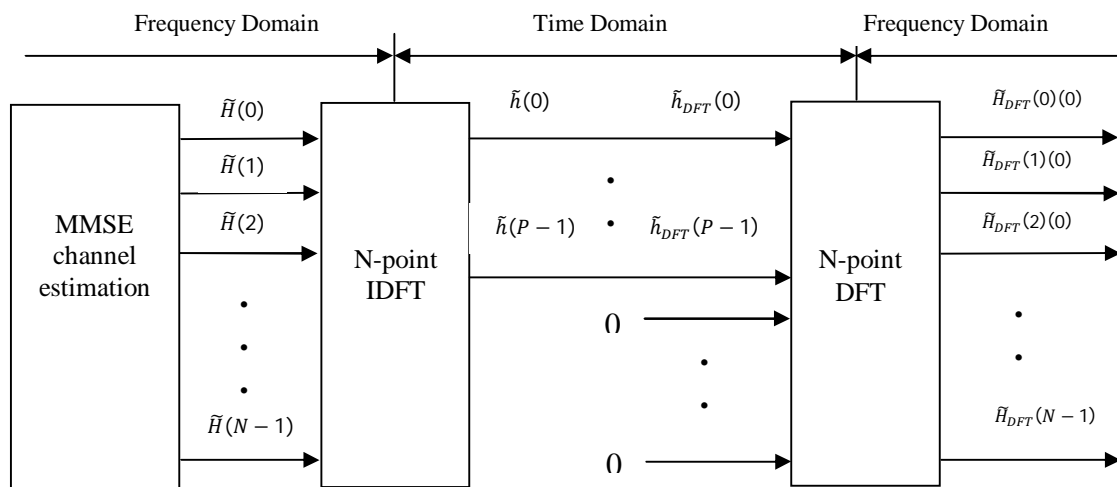 Frequency Domain Time Domain Frequency Domain
H̃(0) h̃(0) h̃_DFT(0) H̃_DFT(0)(0)
H̃(1) H̃_DFT(1)(0)
H̃(2) h̃(P − 1) h̃_DFT(P − 1) H̃_DFT(2)(0)
MMSE
channel
estimation
N-point
IDFT
N-point
DFT
0
H̃(N − 1) H̃_DFT(N − 1)
0